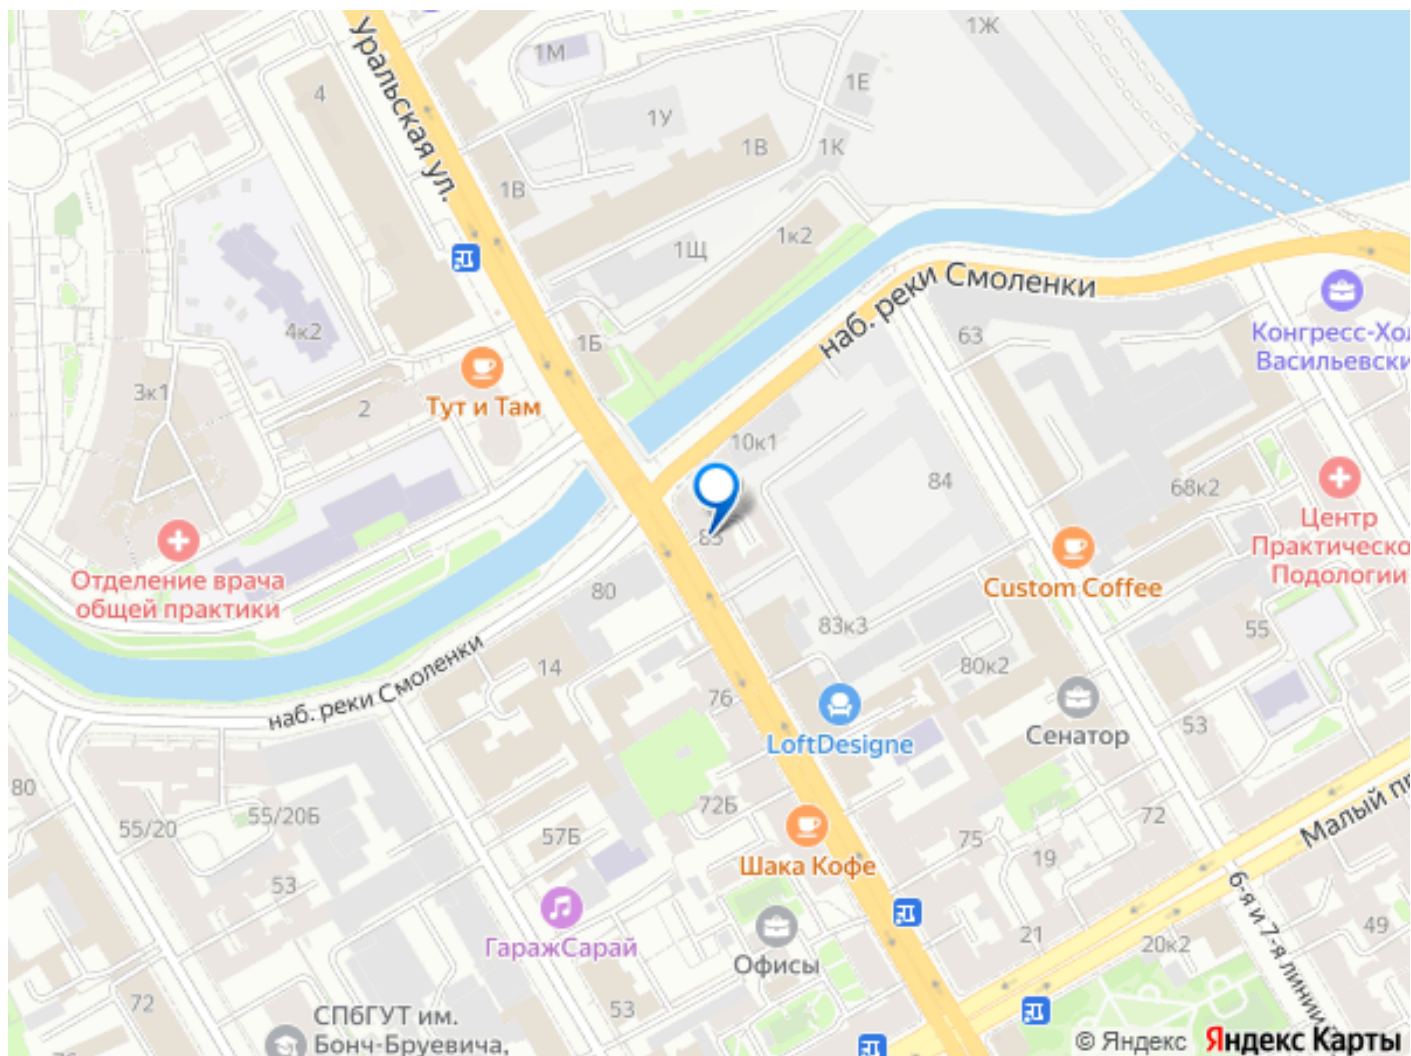 1Ж
1М
1Е
Уральская ул.
4
1У
1В
1К
1В
1Щ
1к2
наб. реки Смоленки
Конгресс-Хол
Васильевски
63
4к2
1Б
3к1
2
Тут и Там
10к1
84
68к2
Центр
Практическо
Подологии
Отделение врача
общей практики
80
Custom Coffee
83к3
55
14
80к2
наб. реки Смоленки
76
LoftDesigne
Сенатор
53
80
55/20
55/20Б
72Б
57Б
Шака Кофе
75
72
19
Малый пр
53
6-я и 7-я линии
ГаражСарай
Офисы
21
20к2
49
72
53
СПбГУТ им.
Бонч-Бруевича,
© Яндекс Яндекс Карты